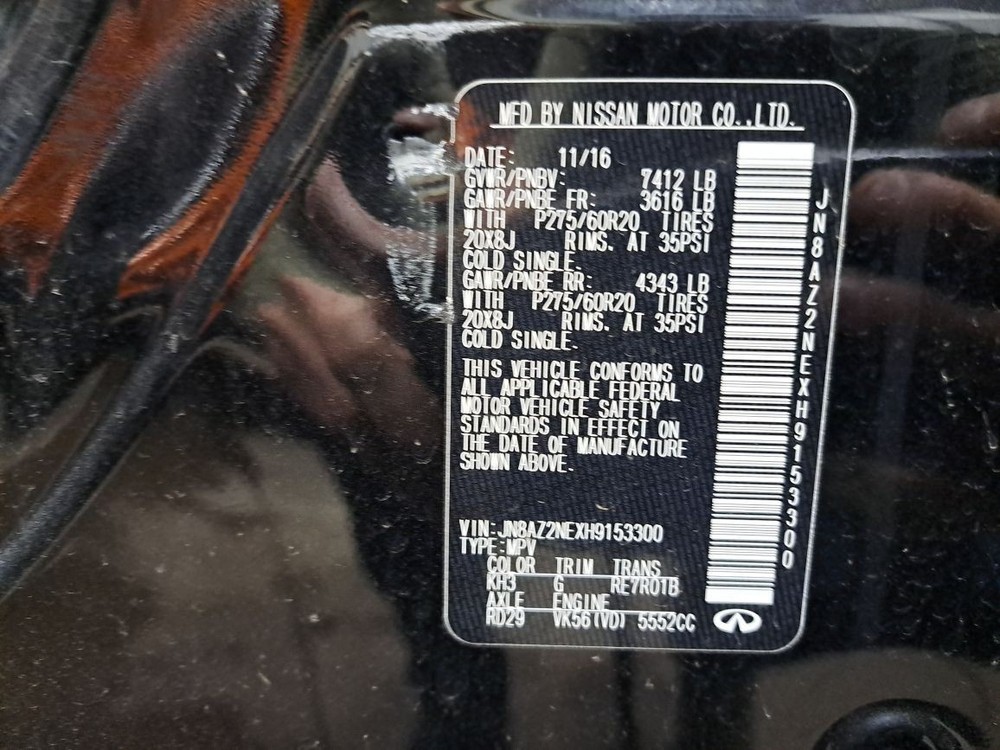 MFD BY NISSAN MOTOR CO.,LTD.
DATE: 11/16
GVWR/PNBV: 7412 LB
GAWR/PNBE FR: 3616 LB
WITH P275/60R20 TIRES
20X8J RIMS. AT 35PSI
COLD SINGLE.
GAWR/PNBE RR: 4343 LB
WITH P275/60R20 TIRES
20X8J RIMS. AT 35PSI
COLD SINGLE.
THIS VEHICLE CONFORMS TO
ALL APPLICABLE FEDERAL
MOTOR VEHICLE SAFETY
STANDARDS IN EFFECT ON
THE DATE OF MANUFACTURE
SHOWN ABOVE.
VIN:JN8AZ2NEXH9153300
TYPE:MPV
COLOR TRIM TRANS
KH3 G RE7R01B
AXLE ENGINE
RD29 VK56(VD) 5552CC
JN8AZ2NEXH9153300